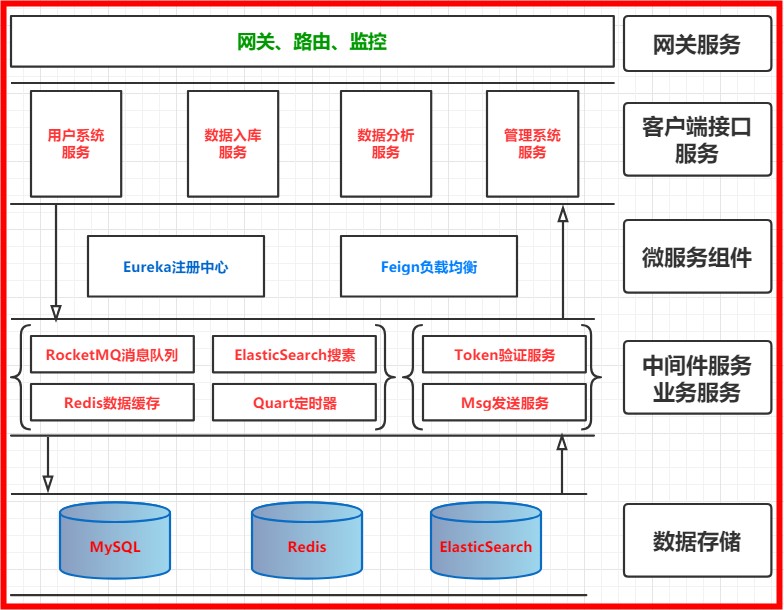 网关、路由、监控
网关服务
用户系统
服务
数据入库
服务
数据分析
服务
管理系统
服务
客户端接口
服务
Eureka注册中心
Feign负载均衡
微服务组件
RocketMQ消息队列
ElasticSearch搜素
Token验证服务
Redis数据缓存
Quart定时器
Msg发送服务
中间件服务
业务服务
MySQL
Redis
ElasticSearch
数据存储